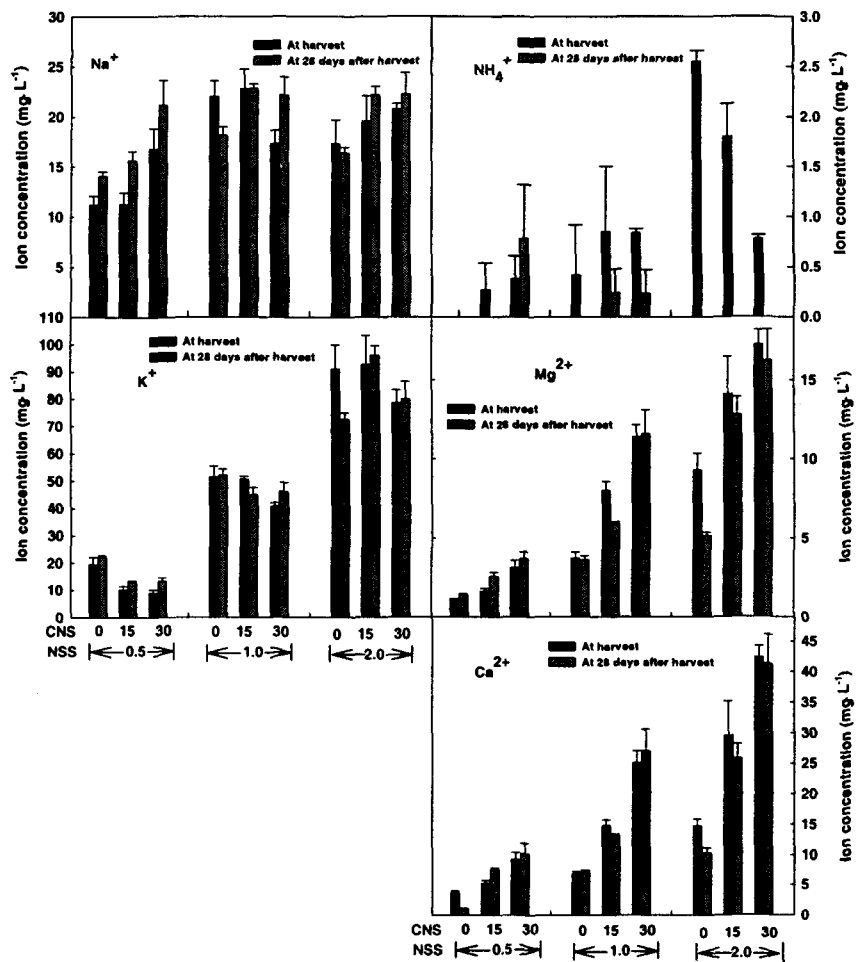 30
25
20
15
10
5
Ion concentration (mg·L⁻¹)
Na⁺
At harvest
At 28 days after harvest
3.0
2.5
2.0
1.5
1.0
0.5
0.0
Ion concentration (mg·L⁻¹)
NH₄⁺
At harvest
At 28 days after harvest
110
100
90
80
70
60
50
40
30
20
10
0
Ion concentration (mg·L⁻¹)
K⁺
At harvest
At 28 days after harvest
CNS 0 15 30 0 15 30 0 15 30
NSS 0.5 1.0 2.0
15
10
5
0
Ion concentration (mg·L⁻¹)
Mg²⁺
At harvest
At 28 days after harvest
45
40
35
30
25
20
15
10
5
0
Ion concentration (mg·L⁻¹)
Ca²⁺
At harvest
At 28 days after harvest
CNS 0 15 30 0 15 30 0 15 30
NSS 0.5 1.0 2.0